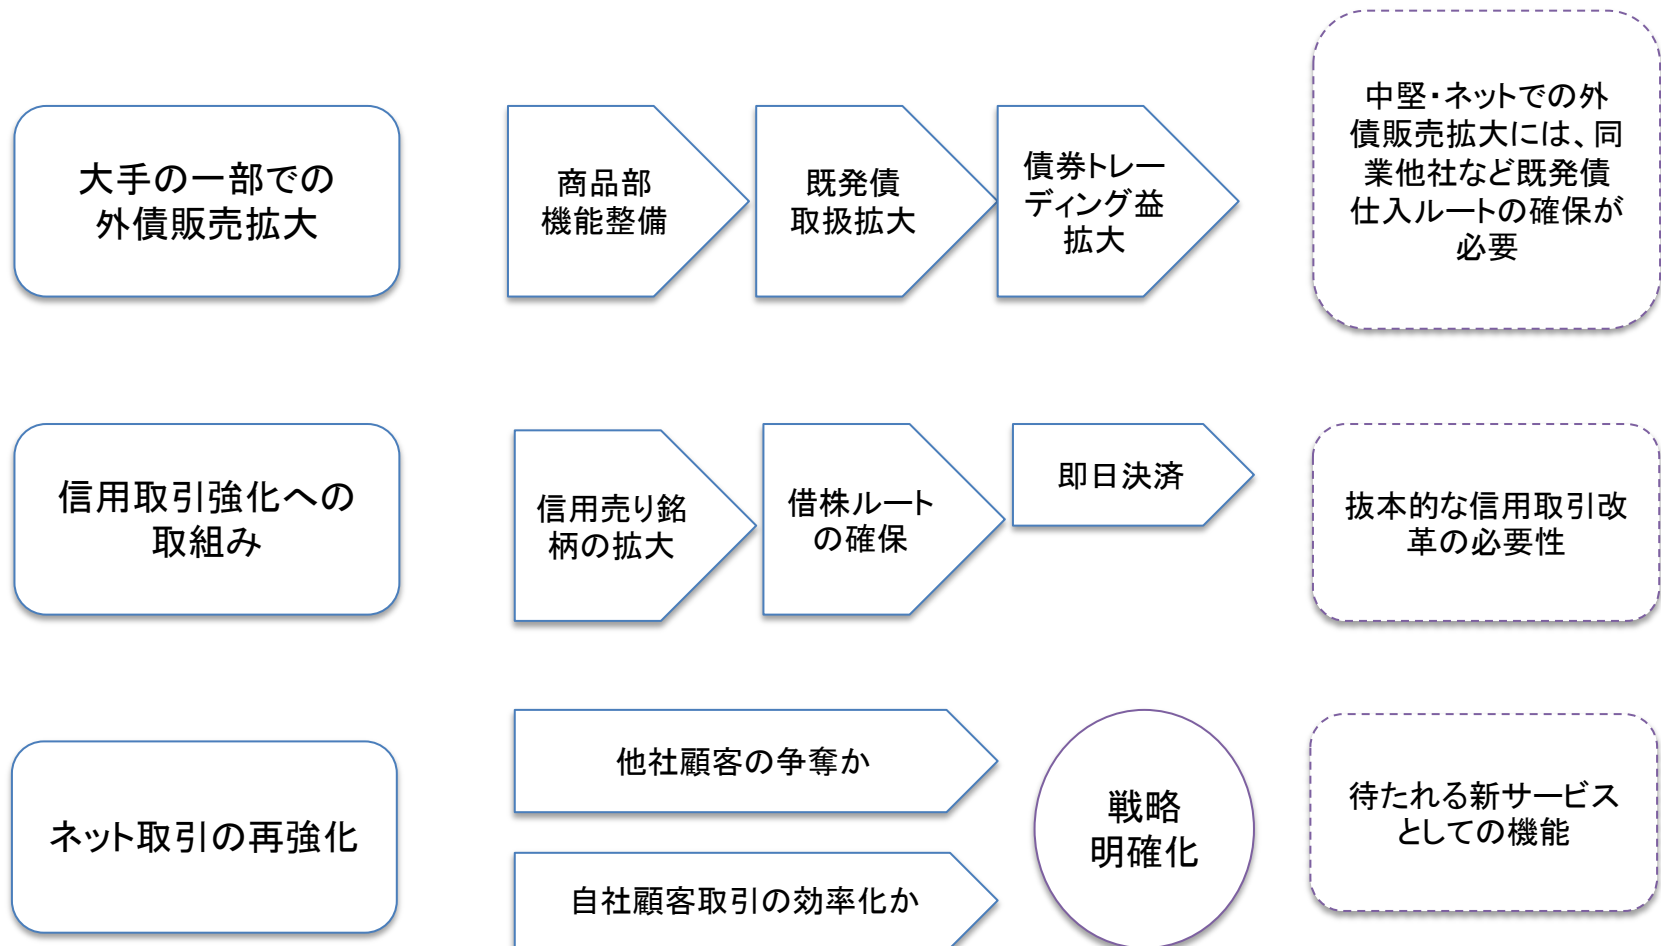 大手の一部での
外債販売拡大
商品部
機能整備
既発債
取扱拡大
債券トレー
ディング益
拡大
中堅・ネットでの外
債販売拡大には、同
業他社など既発債
仕入ルートの確保が
必要
信用取引強化への
取組み
信用売り銘
柄の拡大
借株ルート
の確保
即日決済
抜本的な信用取引改
革の必要性
ネット取引の再強化
他社顧客の争奪か
自社顧客取引の効率化か
戦略
明確化
待たれる新サービス
としての機能